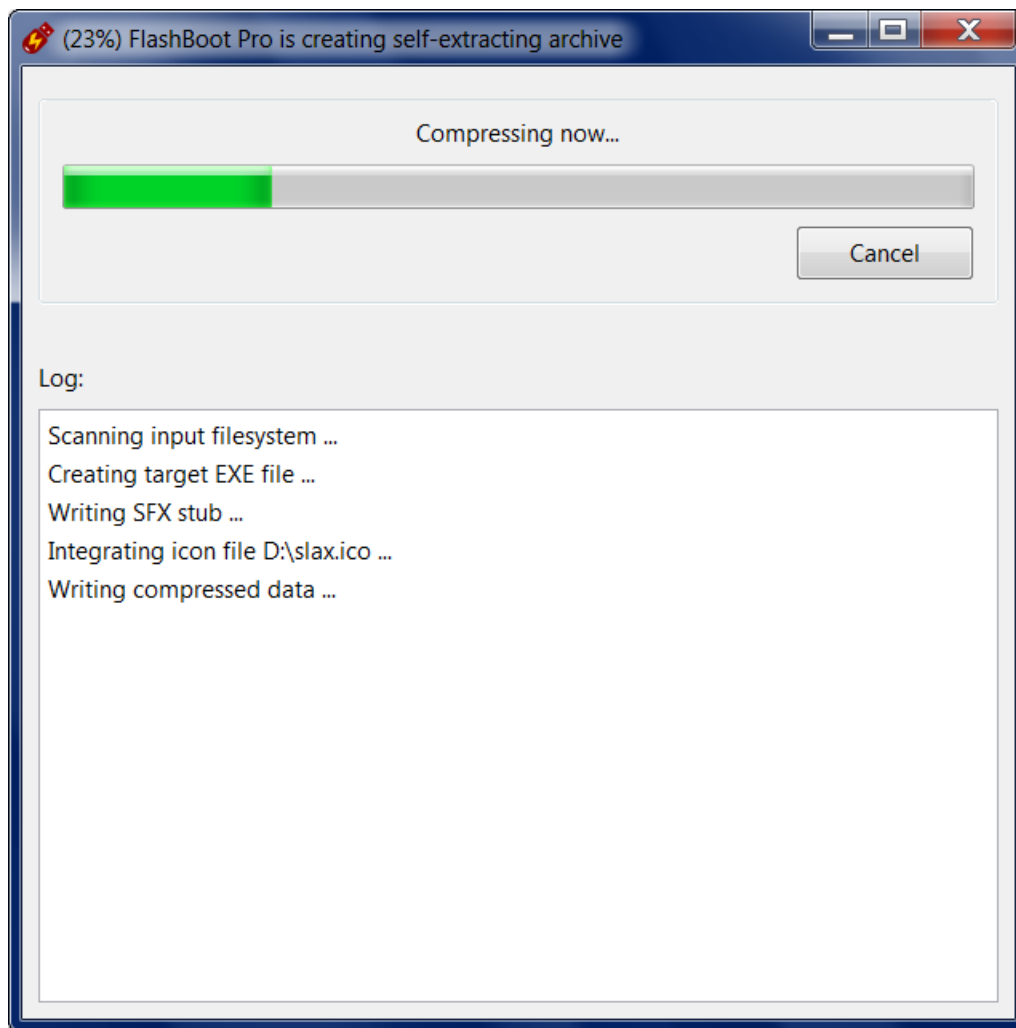 (23%) FlashBoot Pro is creating self-extracting archive
Compressing now...
Cancel
Log:
Scanning input filesystem ...
Creating target EXE file ...
Writing SFX stub ...
Integrating icon file D:\slax.ico ...
Writing compressed data ...